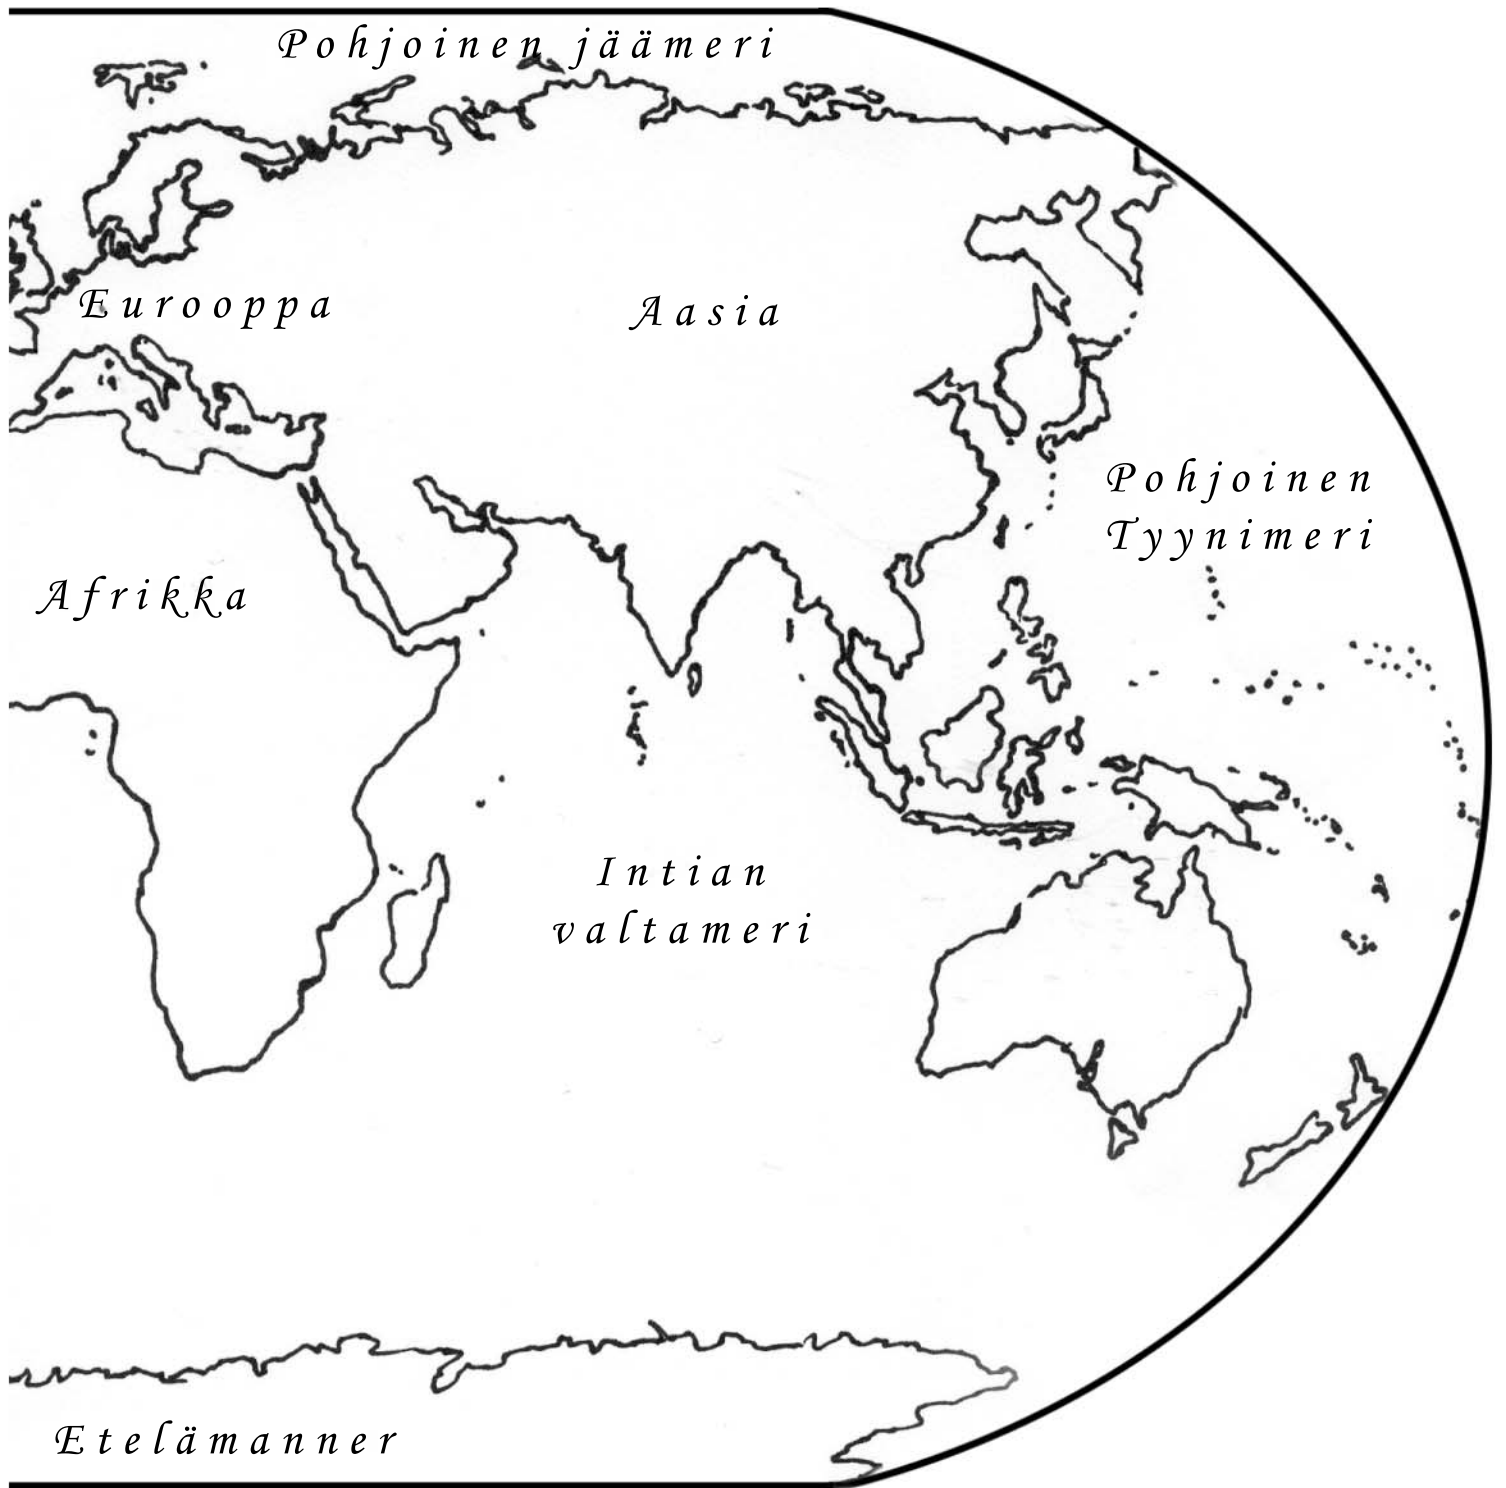 Pohjoinen jäämeri
Eurooppa
Aasia
Pohjoinen
Tyynimeri
Afrikka
Intian
valtameri
Etelämanner